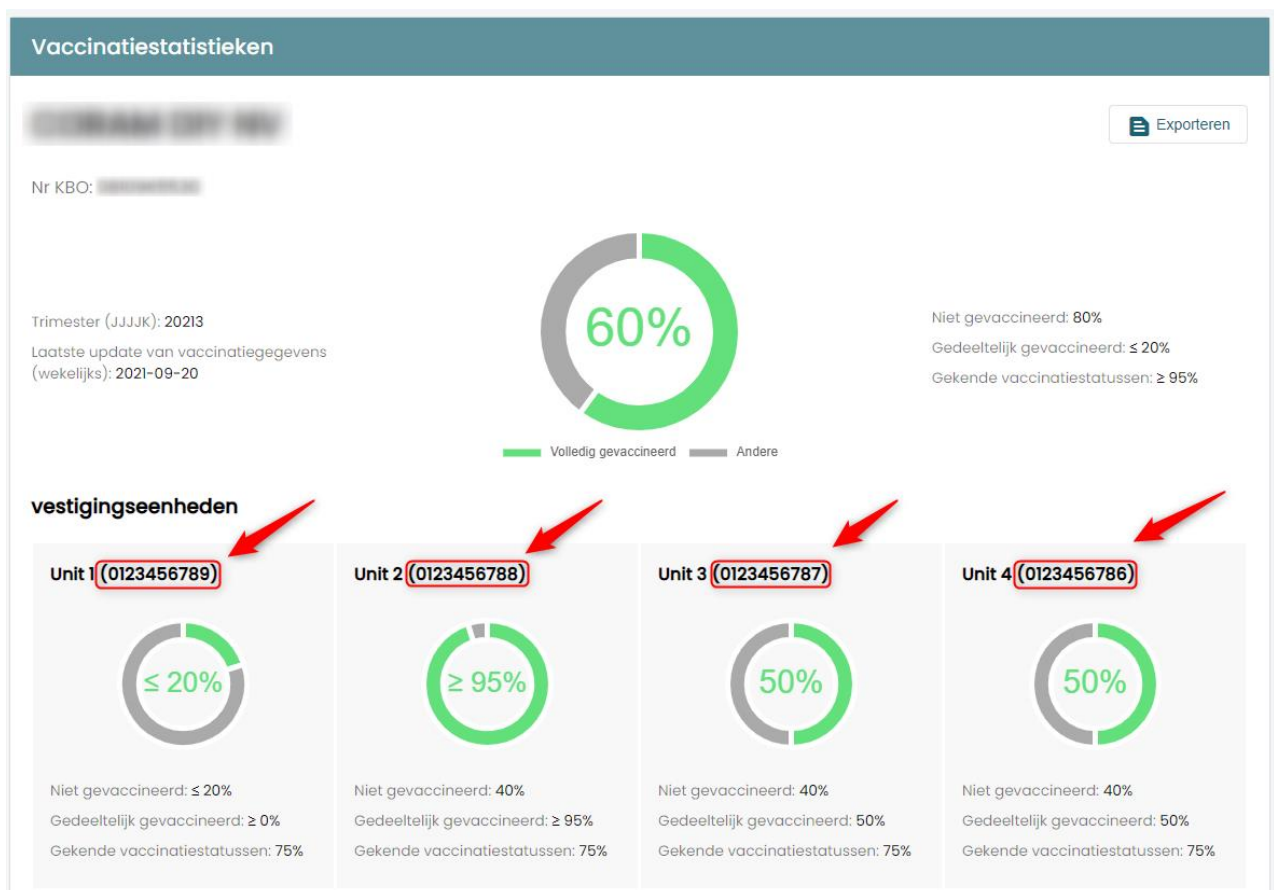 Vaccinatiestatistieken
Exporteren
Nr KBO:
60%
Trimester (JJJJK): 20213
Laatste update van vaccinatiegegevens
(wekelijks): 2021-09-20
Niet gevaccineerd: 80%
Gedeeltelijk gevaccineerd: ≤ 20%
Gekende vaccinatiestatussen: ≥ 95%
Volledig gevaccineerd Andere
vestigingseenheden
Unit 1 (0123456789)
≤ 20%
Niet gevaccineerd: ≤ 20%
Gedeeltelijk gevaccineerd: ≥ 0%
Gekende vaccinatiestatussen: 75%
Unit 2 (0123456788)
≥ 95%
Niet gevaccineerd: 40%
Gedeeltelijk gevaccineerd: ≥ 95%
Gekende vaccinatiestatussen: 75%
Unit 3 (0123456787)
50%
Niet gevaccineerd: 40%
Gedeeltelijk gevaccineerd: 50%
Gekende vaccinatiestatussen: 75%
Unit 4 (0123456786)
50%
Niet gevaccineerd: 40%
Gedeeltelijk gevaccineerd: 50%
Gekende vaccinatiestatussen: 75%